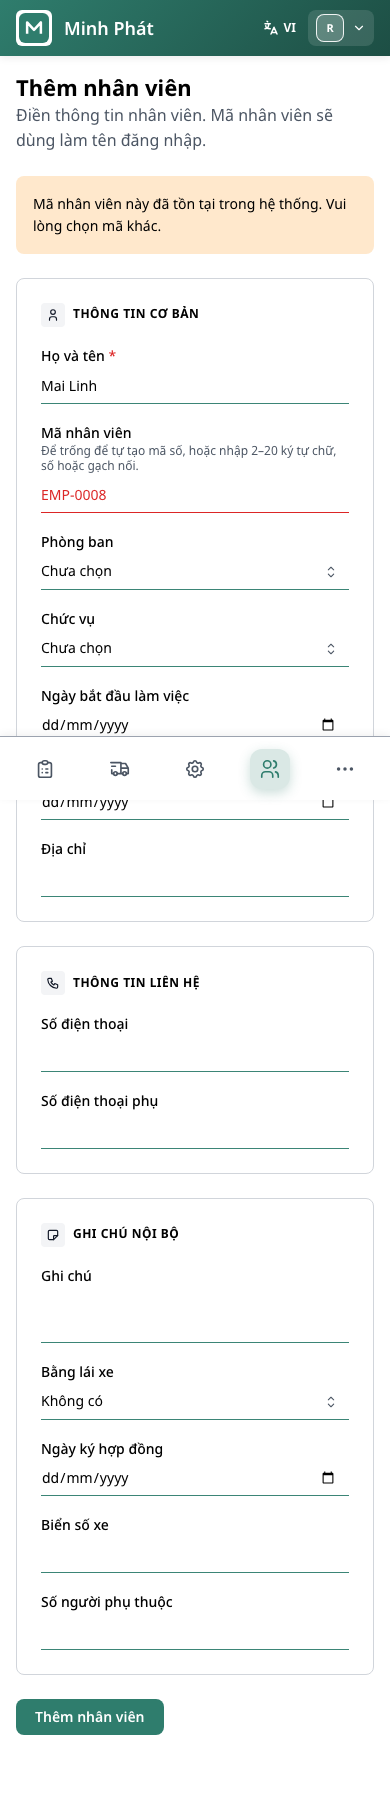 Minh Phát
VI
R
Thêm nhân viên
Điền thông tin nhân viên. Mã nhân viên sẽ
dùng làm tên đăng nhập.
Mã nhân viên này đã tồn tại trong hệ thống. Vui
lòng chọn mã khác.
THÔNG TIN CƠ BẢN
Họ và tên *
Mai Linh
Mã nhân viên
Để trống để tự tạo mã số, hoặc nhập 2–20 ký tự chữ,
số hoặc gạch nối.
EMP-0008
Phòng ban
Chưa chọn
Chức vụ
Chưa chọn
Ngày bắt đầu làm việc
dd/mm/yyyy
dd/mm/yyyy
Địa chỉ
THÔNG TIN LIÊN HỆ
Số điện thoại
Số điện thoại phụ
GHI CHÚ NỘI BỘ
Ghi chú
Bằng lái xe
Không có
Ngày ký hợp đồng
dd/mm/yyyy
Biển số xe
Số người phụ thuộc
Thêm nhân viên